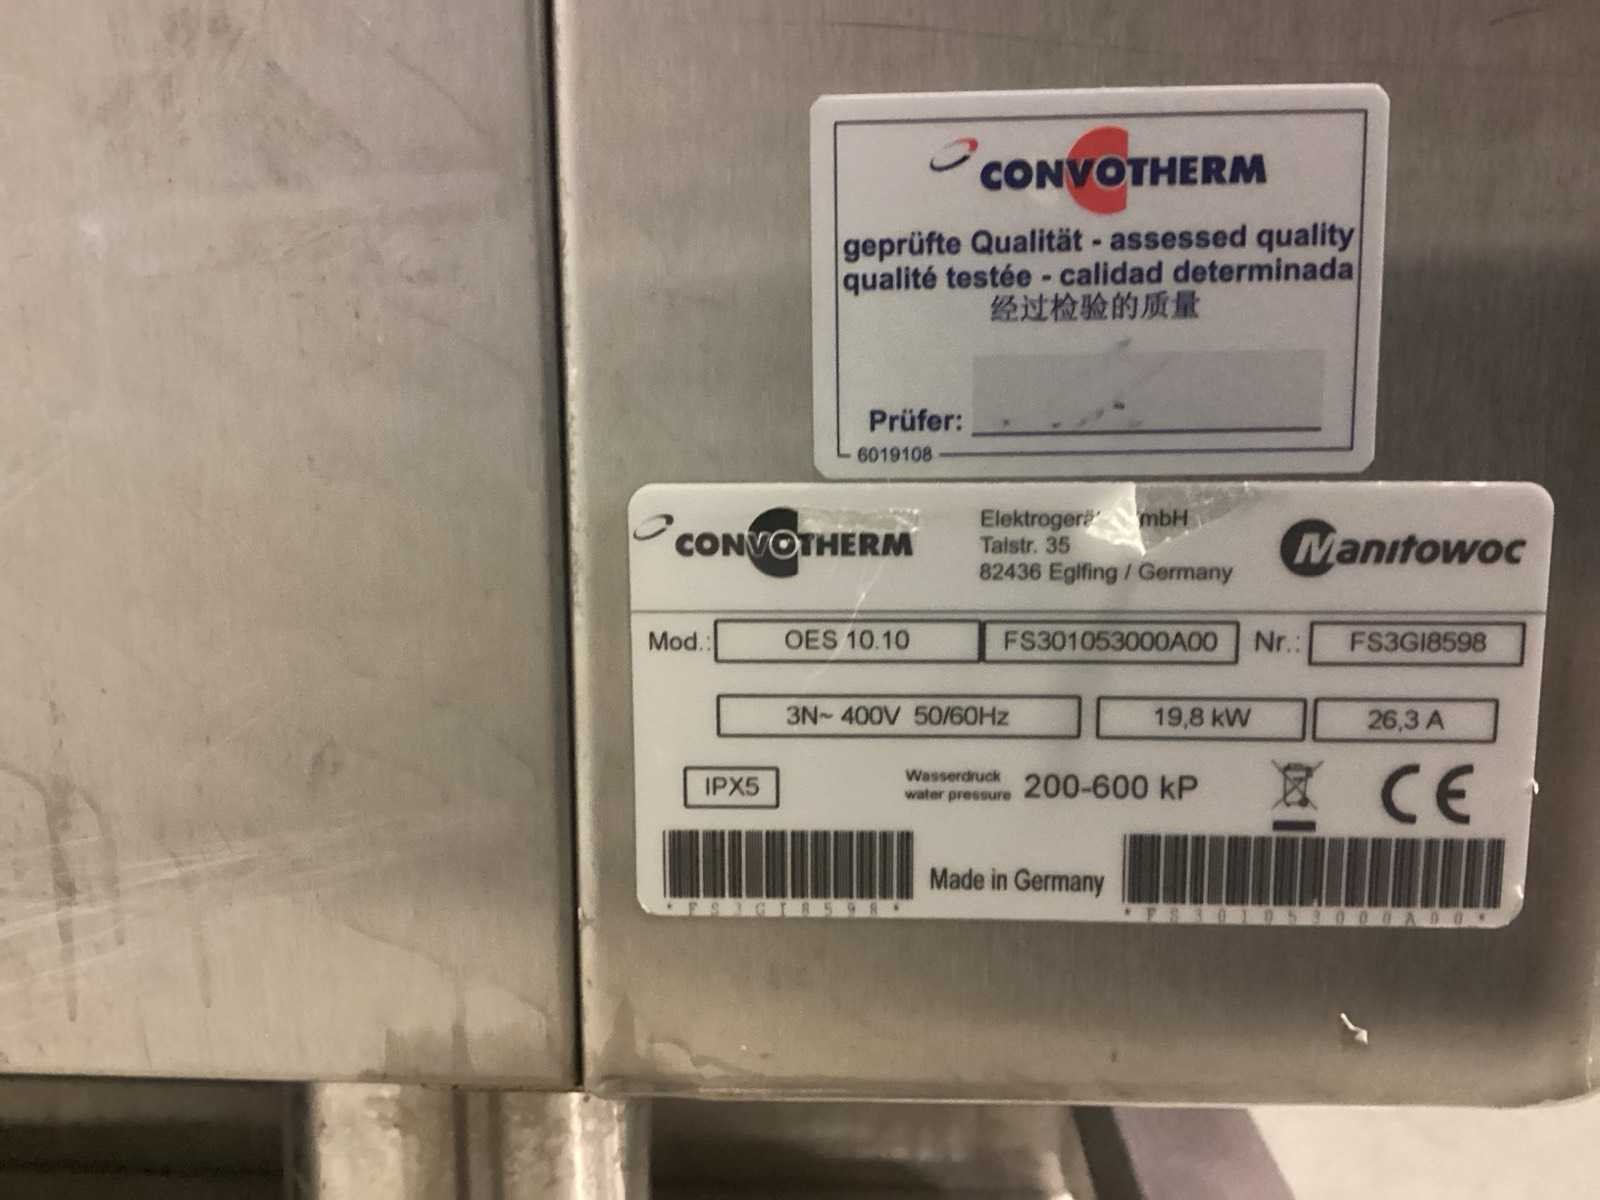 CONVOTHERM
geprüfte Qualität - assessed quality
qualité testée - calidad determinada
经过检验的质量
Prüfer:
6019108
CONVOTHERM
Talstr. 35
82436 Eglfing / Germany
Manitowoc
Mod.: OES 10.10 FS301053000A00 Nr.: FS3GI8598
3N~ 400V 50/60Hz 19,8 kW 26,3 A
IPX5
Wasserdruck
water pressure
200-600 kP
CE
*FS3GI8598*
Made in Germany
*FS301053000A00*